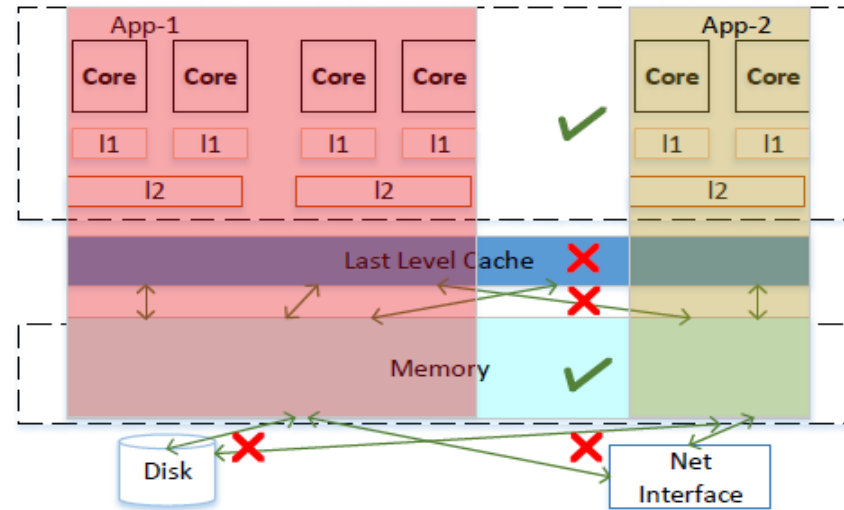 App-1
App-2
Core Core Core Core Core Core
l1 l1 l1 l1 l1 l1
l2 l2 l2
Last Level Cache
Memory
Disk
Net
Interface